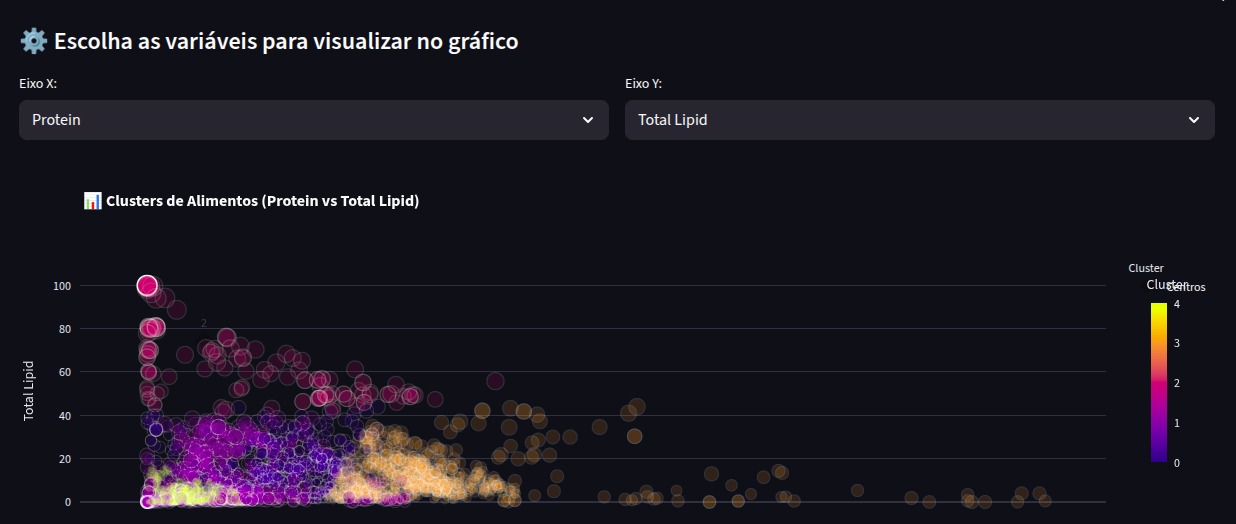 ⚙️ Escolha as variáveis para visualizar no gráfico
Eixo X:
Eixo Y:
Protein
Total Lipid
📊 Clusters de Alimentos (Protein vs Total Lipid)
Cluster
Cluster
Centros
100
80
60
40
20
0
Total Lipid
2
4
3
2
1
0